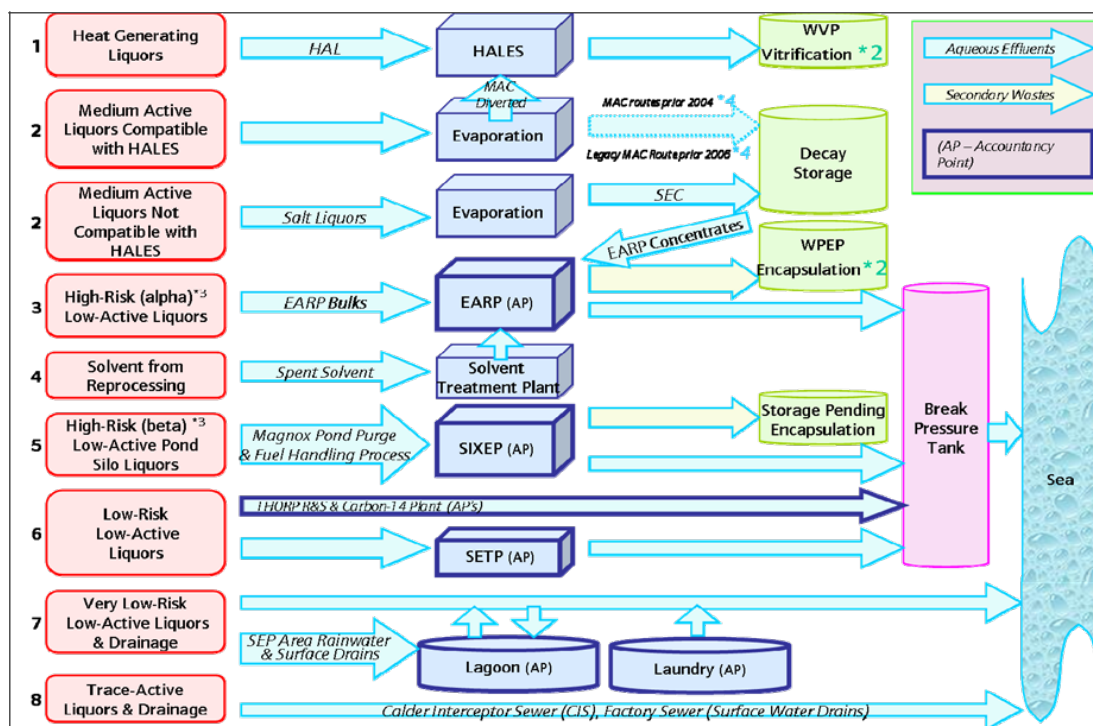 1
Heat Generating
Liquors
HAL
HALES
WVP
Vitrification *2
Aqueous Effluents
Secondary Wastes
(AP – Accountancy
Point)
MAC
Diverted
2
Medium Active
Liquors Compatible
with HALES
Evaporation
MAC routes prior 2004 *4
Legacy MAC Route prior 2006 *4
Decay
Storage
2
Medium Active
Liquors Not
Compatible with
HALES
Salt Liquors
Evaporation
SEC
EARP Concentrates
WPEP
Encapsulation *2
3
High-Risk (alpha)*3
Low-Active Liquors
EARP Bulks
EARP (AP)
4
Solvent from
Reprocessing
Spent Solvent
Solvent
Treatment Plant
5
High-Risk (beta) *3
Low-Active Pond
Silo Liquors
Magnox Pond Purge
& Fuel Handling Process
SIXEP (AP)
Storage Pending
Encapsulation
Break
Pressure
Tank
Sea
6
Low-Risk
Low-Active
Liquors
THORP R&S & Carbon-14 Plant (AP's)
SETP (AP)
7
Very Low-Risk
Low-Active Liquors
& Drainage
SEP Area Rainwater
& Surface Drains
Lagoon (AP)
Laundry (AP)
8
Trace-Active
Liquors & Drainage
Calder Interceptor Sewer (CIS), Factory Sewer (Surface Water Drains)